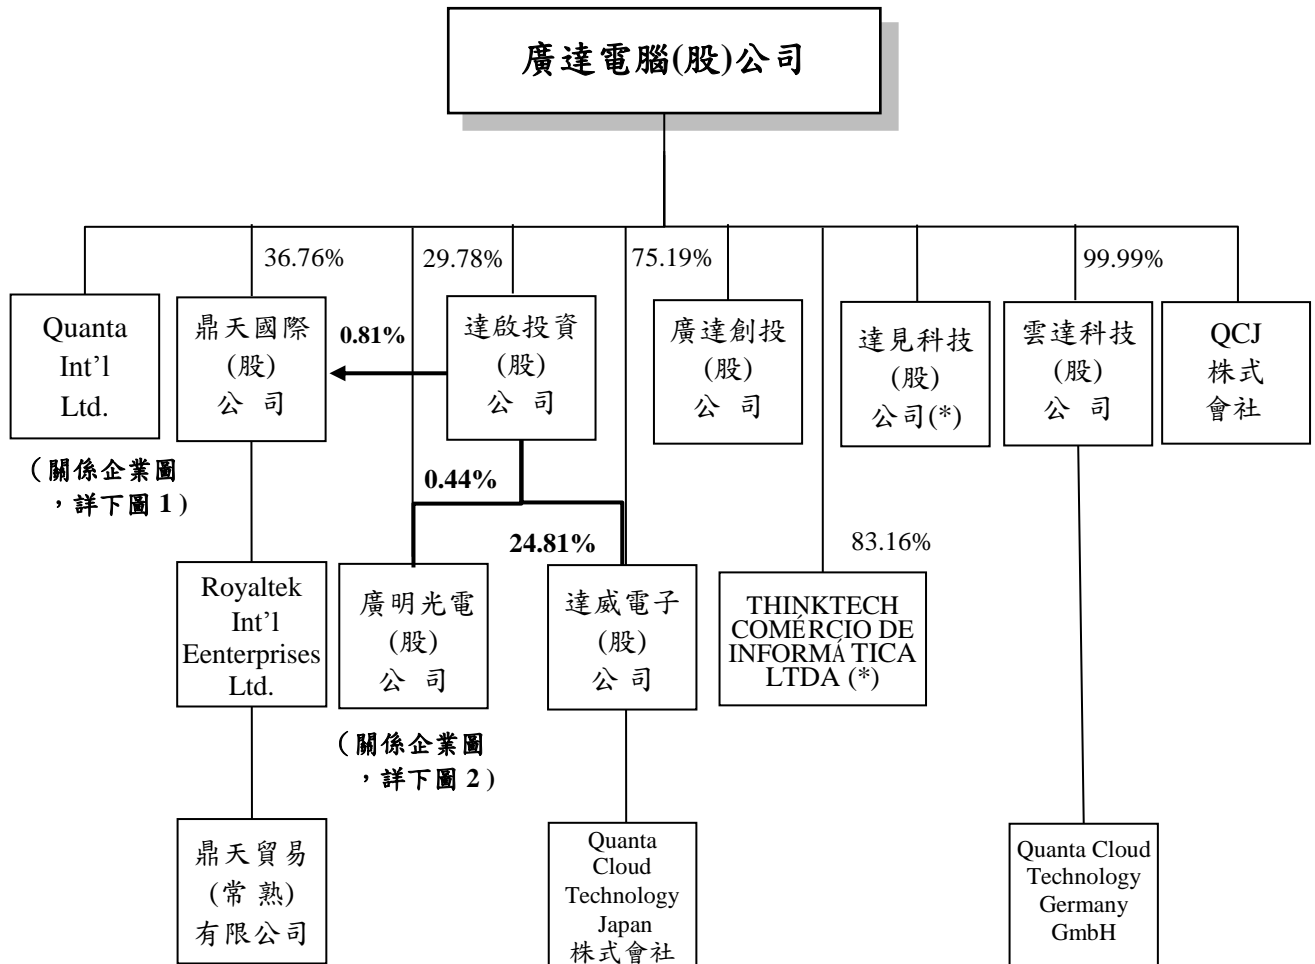 廣達電腦(股)公司
36.76%
29.78%
75.19%
99.99%
Quanta
Int’l
Ltd.
鼎天國際
(股)
公 司
0.81%
達啟投資
(股)
公 司
廣達創投
(股)
公 司
達見科技
(股)
公司(*)
雲達科技
(股)
公 司
QCJ
株式
會社
（關係企業圖
，詳下圖 1）
0.44%
24.81%
83.16%
Royaltek
Int’l
Eenterprises
Ltd.
廣明光電
(股)
公 司
達威電子
(股)
公 司
THINKTECH
COMÉRCIO DE
INFORMÁ TICA
LTDA (*)
（關係企業圖
，詳下圖 2）
鼎天貿易
(常 熟)
有限公司
Quanta
Cloud
Technology
Japan
株式會社
Quanta Cloud
Technology
Germany
GmbH